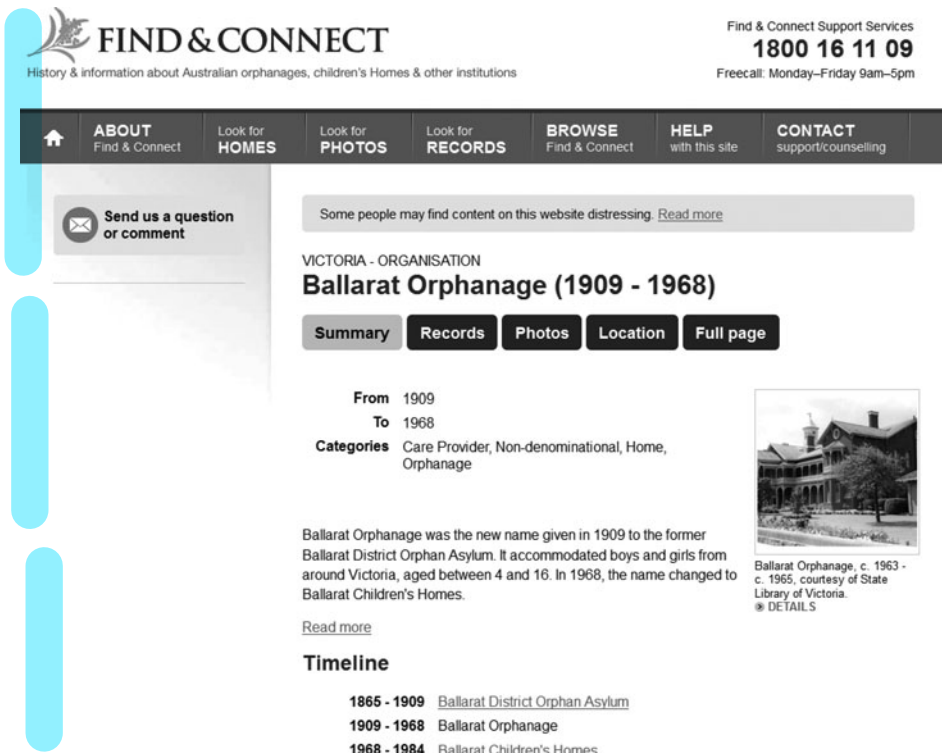 FIND & CONNECT
History & information about Australian orphanages, children's Homes & other institutions
Find & Connect Support Services
1800 16 11 09
Freecall: Monday–Friday 9am–5pm
ABOUT
Find & Connect
Look for
HOMES
Look for
PHOTOS
Look for
RECORDS
BROWSE
Find & Connect
HELP
with this site
CONTACT
support/counselling
Send us a question
or comment
Some people may find content on this website distressing. Read more
VICTORIA - ORGANISATION
Ballarat Orphanage (1909 - 1968)
Summary Records Photos Location Full page
From 1909
To 1968
Categories Care Provider, Non-denominational, Home,
Orphanage
Ballarat Orphanage was the new name given in 1909 to the former
Ballarat District Orphan Asylum. It accommodated boys and girls from
around Victoria, aged between 4 and 16. In 1968, the name changed to
Ballarat Children's Homes.
Read more
Ballarat Orphanage, c. 1963 -
c. 1965, courtesy of State
Library of Victoria.
DETAILS
Timeline
1865 - 1909 Ballarat District Orphan Asylum
1909 - 1968 Ballarat Orphanage
1968 - 1984 Ballarat Children's Homes